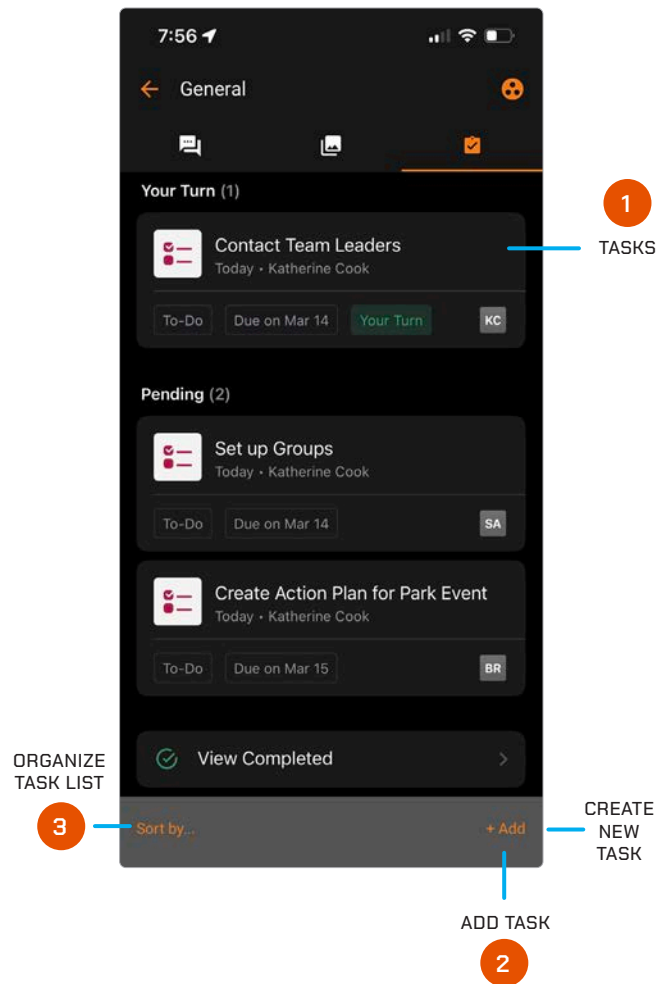 7:56
General
Your Turn (1)
1
TASKS
Contact Team Leaders
Today • Katherine Cook
To-Do Due on Mar 14 Your Turn KC
Pending (2)
Set up Groups
Today • Katherine Cook
To-Do Due on Mar 14 SA
Create Action Plan for Park Event
Today • Katherine Cook
To-Do Due on Mar 15 BR
View Completed
ORGANIZE
TASK LIST
3
Sort by...
+ Add
CREATE
NEW
TASK
ADD TASK
2